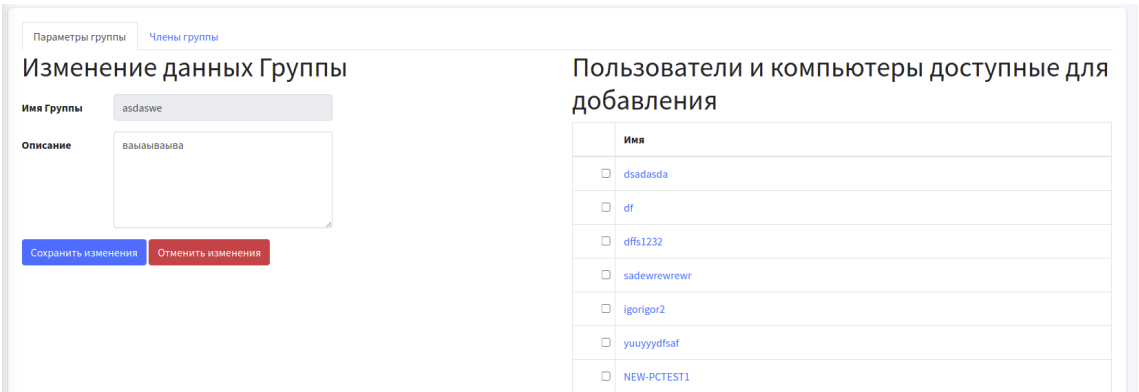 Параметры группы Члены группы
Изменение данных Группы
Имя Группы asdaswe
Описание ваыаываыва
Сохранить изменения Отменить изменения
Пользователи и компьютеры доступные для
добавления
Имя
dsadasda
df
dffs1232
sadewrewrewr
igorigor2
yuuyyydfsaf
NEW-PCTEST1